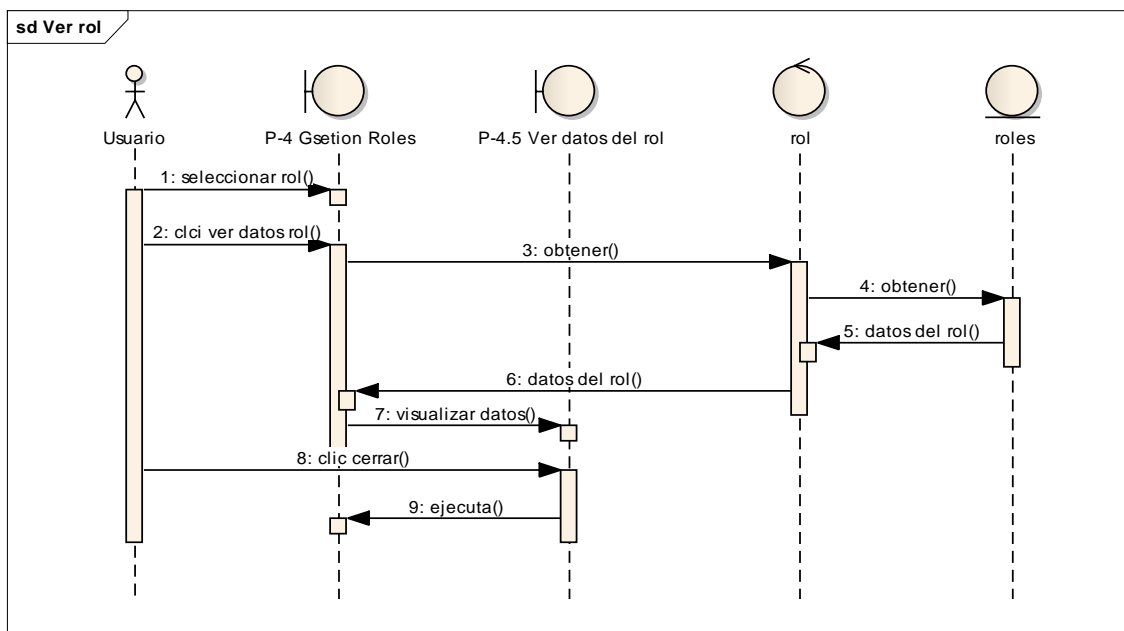 sd Ver rol
Usuario
P-4 Gsetion Roles
P-4.5 Ver datos del rol
rol
roles
1: seleccionar rol()
2: clci ver datos rol()
3: obtener()
4: obtener()
5: datos del rol()
6: datos del rol()
7: visualizar datos()
8: clic cerrar()
9: ejecuta()